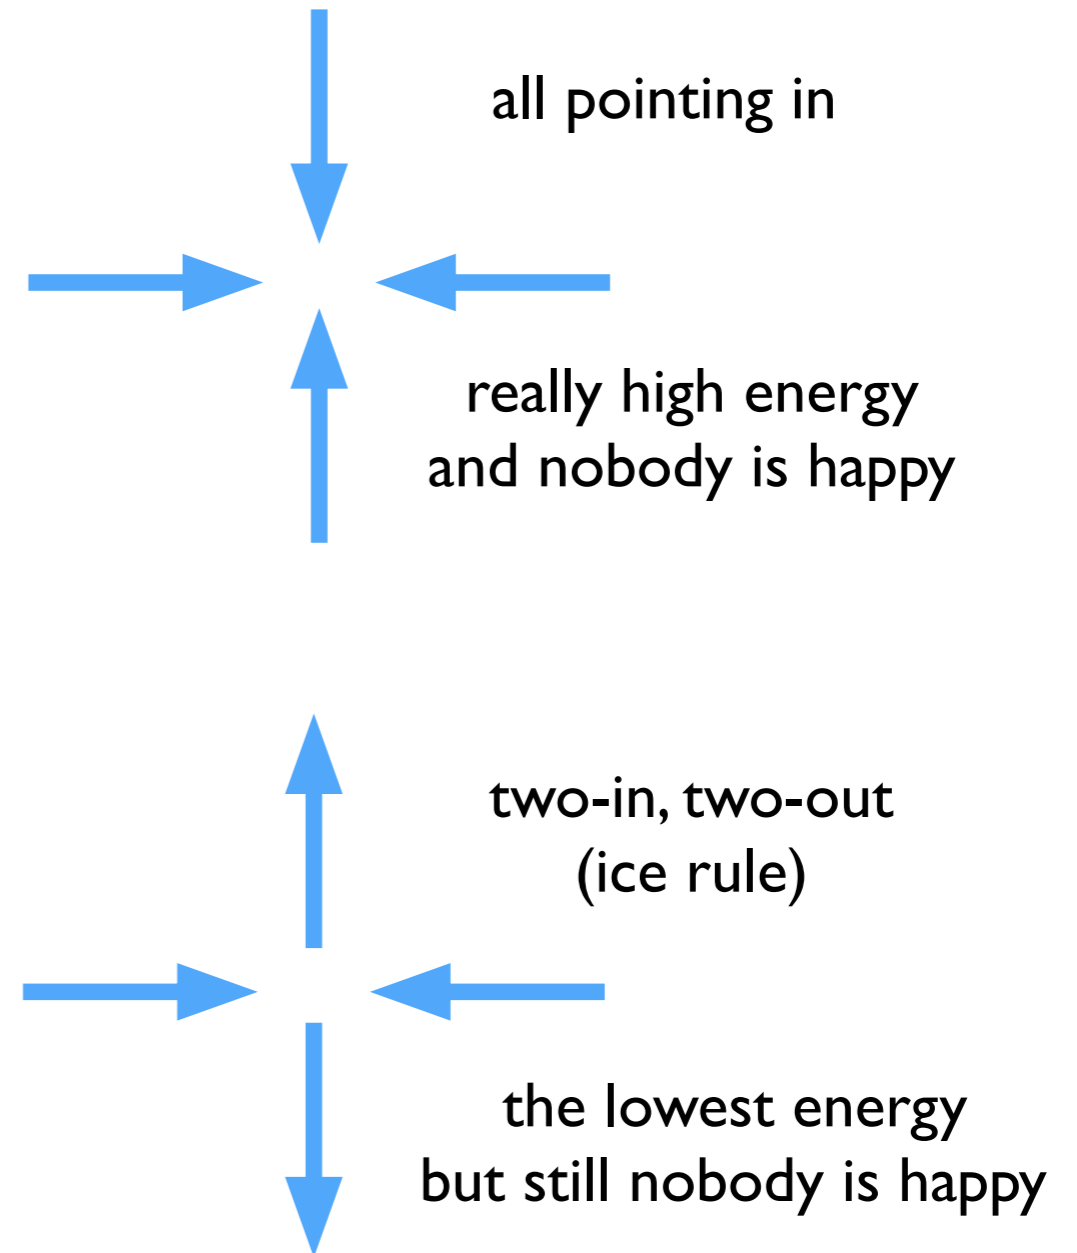 all pointing in
really high energy
and nobody is happy
two-in, two-out
(ice rule)
the lowest energy
but still nobody is happy